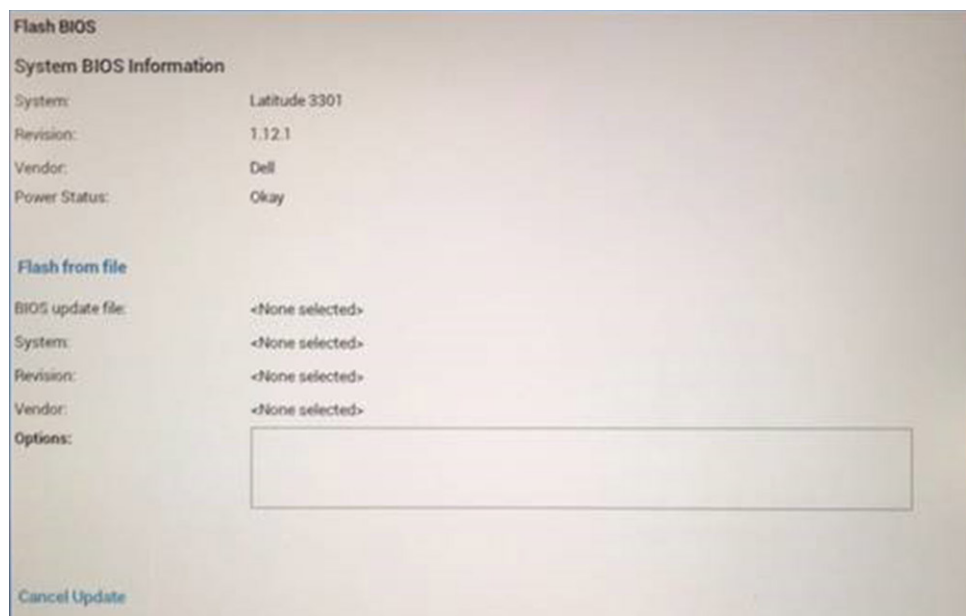 Flash BIOS
System BIOS Information
System: Latitude 3301
Revision: 1.12.1
Vendor: Dell
Power Status: Okay
Flash from file
BIOS update file: <None selected>
System: <None selected>
Revision: <None selected>
Vendor: <None selected>
Options:
Cancel Update